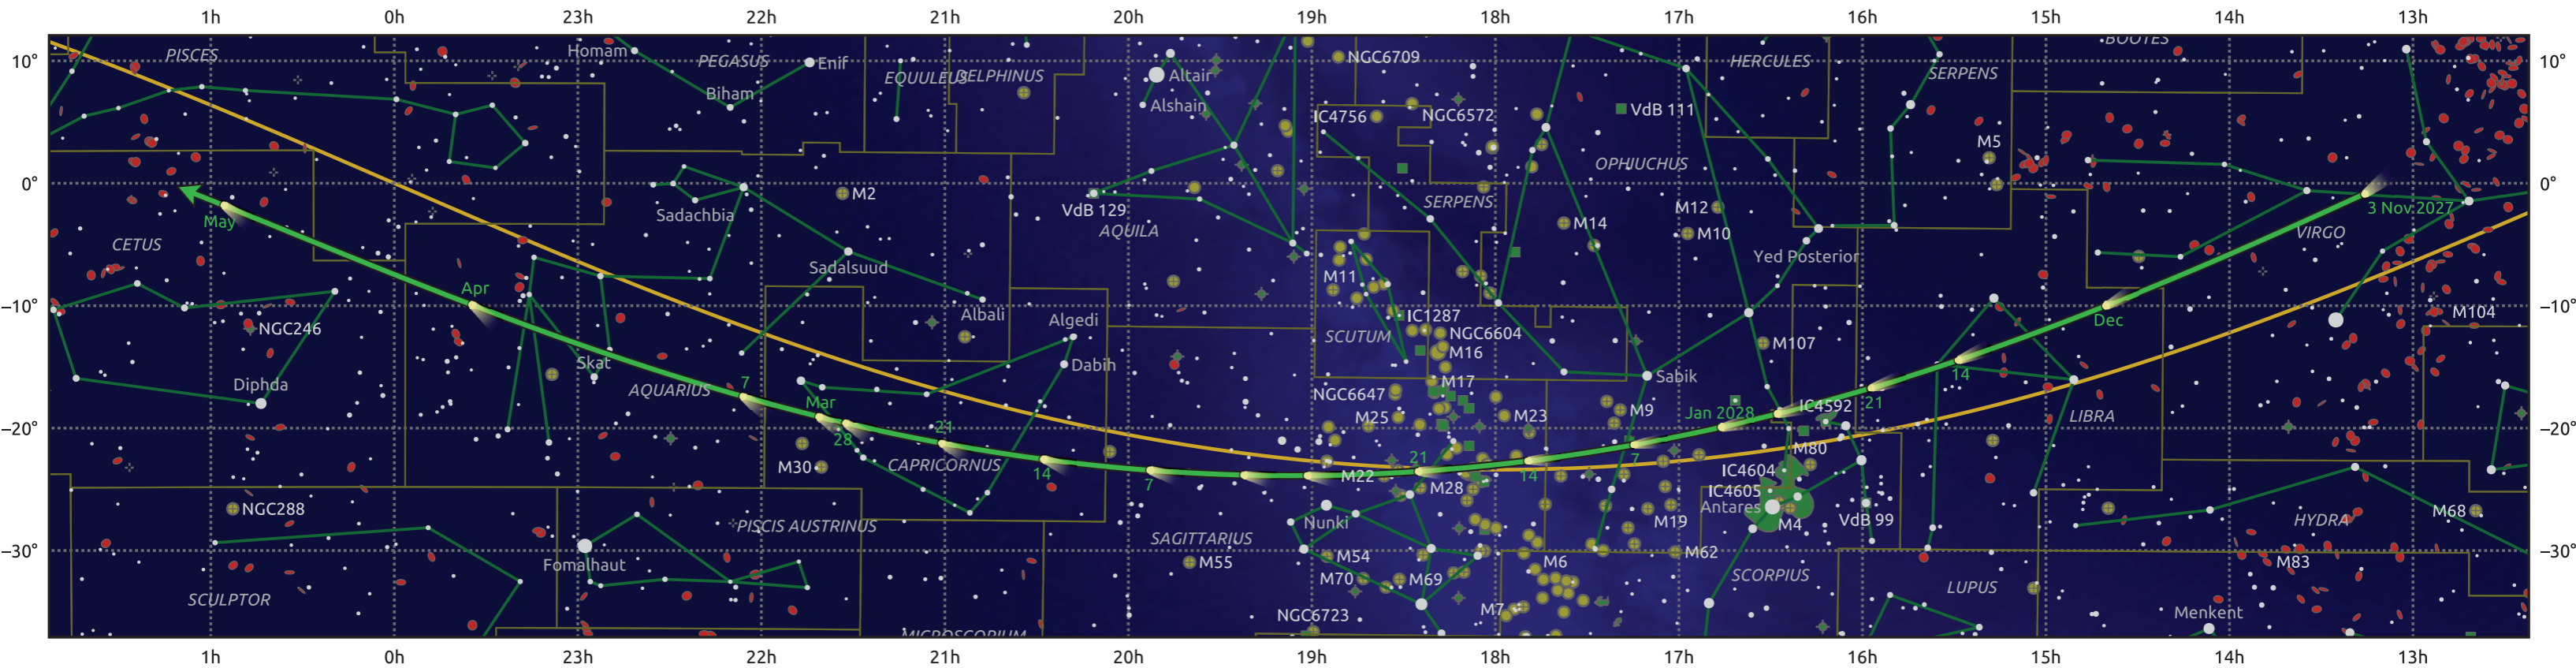 1h 0h 23h 22h 21h 20h 19h 18h 17h 16h 15h 14h 13h
BOOTES
PISCES Homam PEGASUS Enif EQUULEUS DELPHINUS Altair NGC6709 HERCULES SERPENS
10° 10°
Biham Alshain IC4756 NGC6572 VdB 111
M5
OPHIUCHUS
0° 0°
M2
May Sadachbia VdB 129 SERPENS M14 M12 3 Nov 2027
CETUS AQUILA M10 VIRGO
Sadalsuud Yed Posterior
Apr M11
−10° −10°
NGC246 Albali Algedi IC1287 Dec M104
SCUTUM NGC6604
M16 M107
Skat Dabih 14
Diphda AQUARIUS 7 NGC6647 M17 Sabik
Mar M25 M23 M9 Jan 2028 IC4592 21 LIBRA
−20° −20°
28 21
M30 CAPRICORNUS 14 7 M22 21 14 7 M80
M28 IC4604
IC4605
NGC288 Antares
PISCIS AUSTRINUS Nunki M19 M4 VdB 99 HYDRA M68
SAGITTARIUS
−30° −30°
Fomalhaut M55 M54 M6 M62 M83
SCULPTOR M70 M69 SCORPIUS LUPUS
NGC6723 M7 Menkent
MICROSCOPIUM
1h 0h 23h 22h 21h 20h 19h 18h 17h 16h 15h 14h 13h